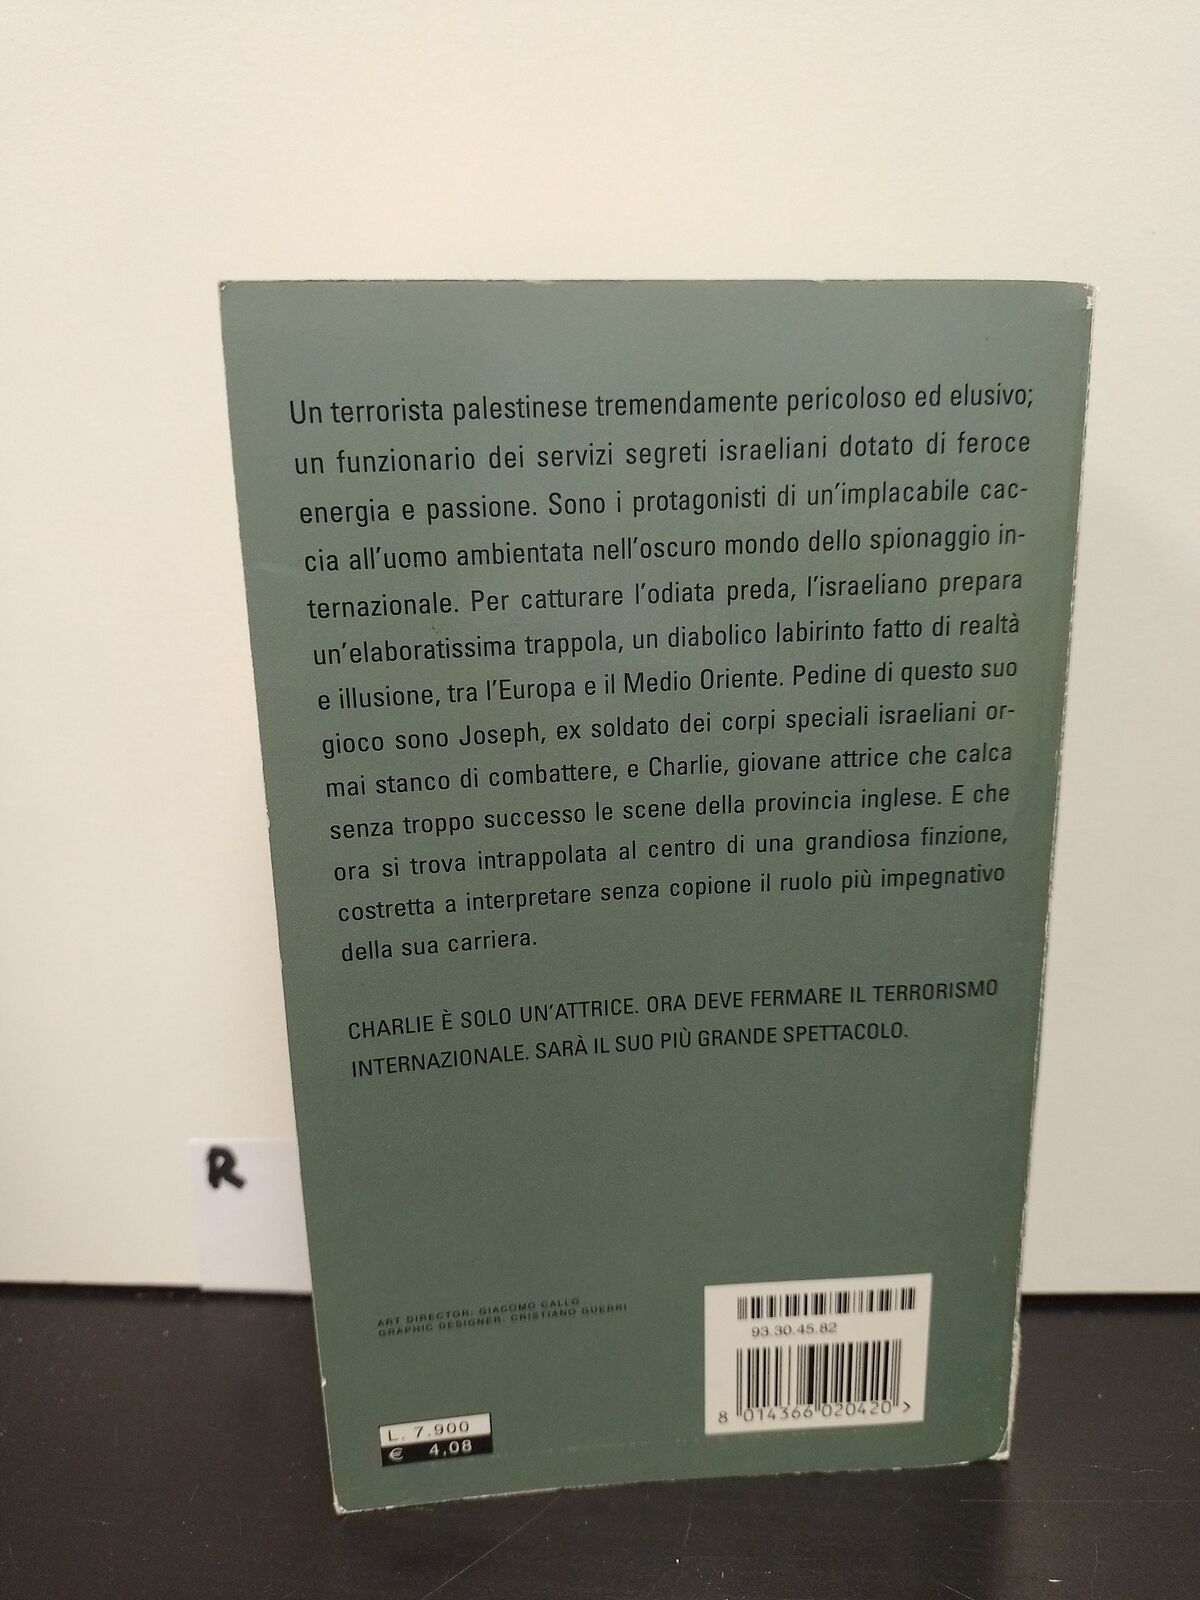 Un terrorista palestinese tremendamente pericoloso ed elusivo;
un funzionario dei servizi segreti israeliani dotato di feroce
energia e passione. Sono i protagonisti di un'implacabile cac-
cia all'uomo ambientata nell'oscuro mondo dello spionaggio in-
ternazionale. Per catturare l'odiata preda, l'israeliano prepara
un'elaboratissima trappola, un diabolico labirinto fatto di realtà
e illusione, tra l'Europa e il Medio Oriente. Pedine di questo suo
gioco sono Joseph, ex soldato dei corpi speciali israeliani or-
mai stanco di combattere, e Charlie, giovane attrice che calca
senza troppo successo le scene della provincia inglese. E che
ora si trova intrappolata al centro di una grandiosa finzione,
costretta a interpretare senza copione il ruolo più impegnativo
della sua carriera.
CHARLIE È SOLO UN'ATTRICE. ORA DEVE FERMARE IL TERRORISMO
INTERNAZIONALE. SARÀ IL SUO PIÙ GRANDE SPETTACOLO.
R
ART DIRECTOR: GIACOMO CALLO
GRAPHIC DESIGNER: CRISTIANO GUERRI
93.30.45.82
8 014366 020420 >
L. 7.900
€ 4,08